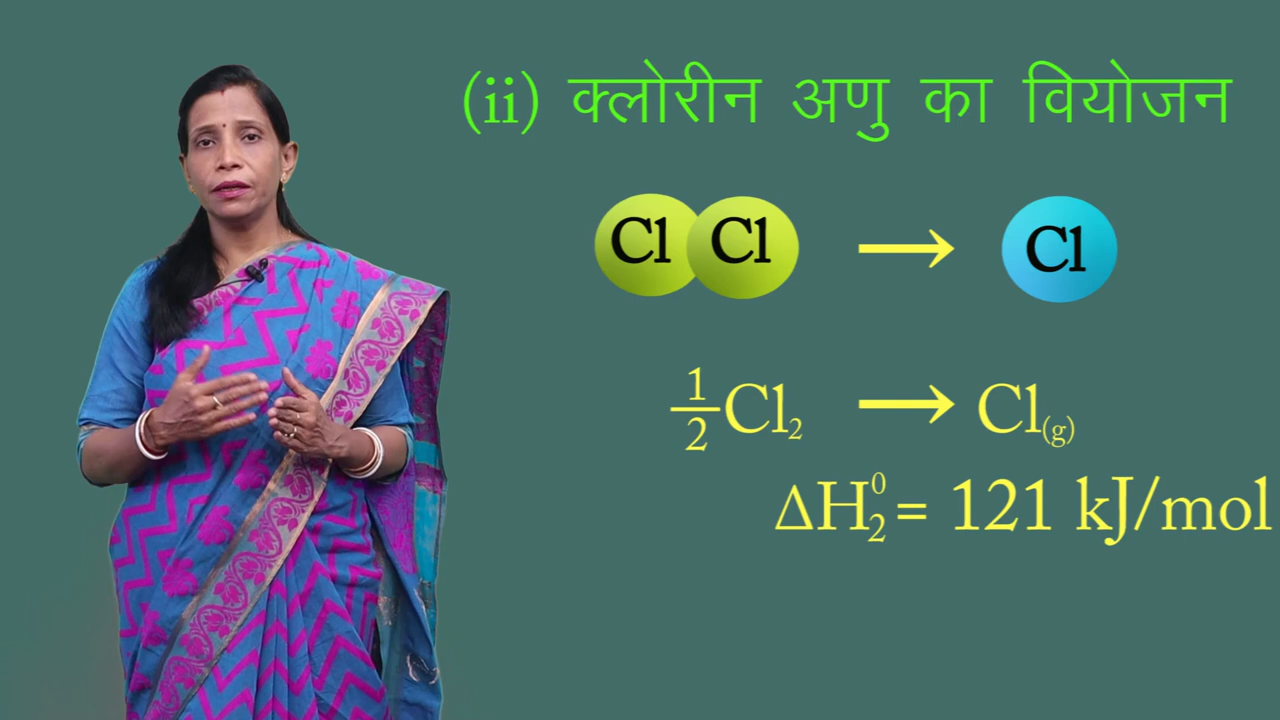 (ii) क्लोरीन अणु का वियोजन
Cl Cl → Cl
½Cl₂ → Cl₍g₎
ΔH₂⁰ = 121 kJ/mol